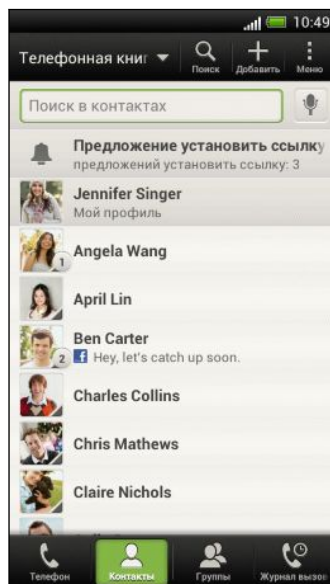 10:49
Телефонная книг
Поиск
Добавить
Меню
Поиск в контактах
Предложение установить ссылку
предложений установить ссылку: 3
Jennifer Singer
Мой профиль
Angela Wang
1
April Lin
Ben Carter
2
Hey, let's catch up soon.
Charles Collins
Chris Mathews
Claire Nichols
Телефон
Контакты
Группы
Журнал вызо